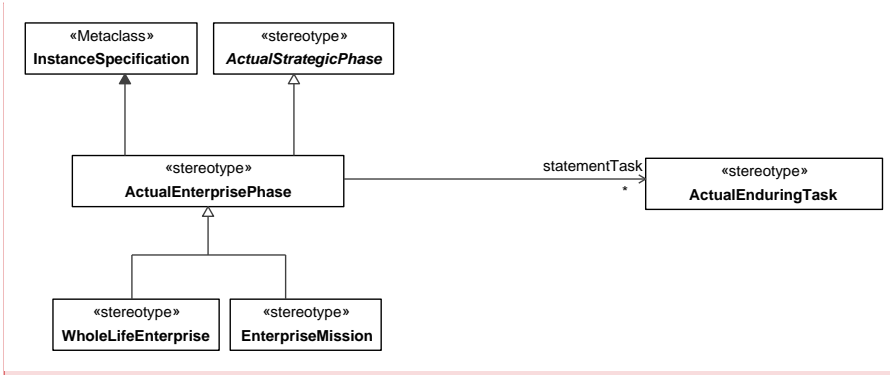 «Metaclass»
InstanceSpecification
«stereotype»
ActualStrategicPhase
«stereotype»
ActualEnterprisePhase
statementTask
*
«stereotype»
ActualEnduringTask
«stereotype»
WholeLifeEnterprise
«stereotype»
EnterpriseMission